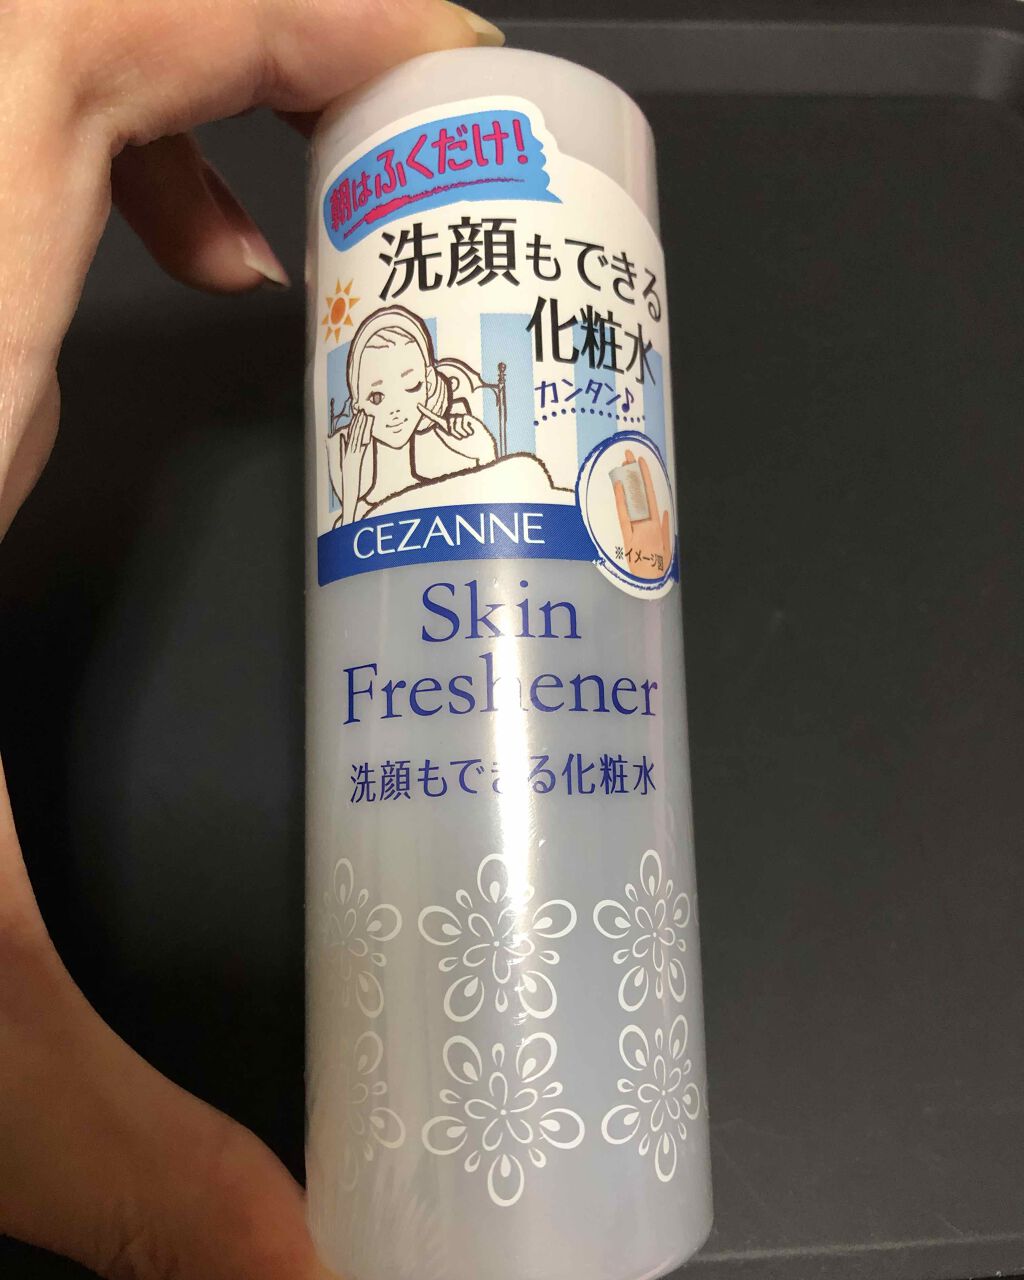 朝はふくだけ!
洗顔もできる
化粧水
カンタン♪
※イメージ図
CEZANNE
Skin
Freshener
洗顔もできる化粧水